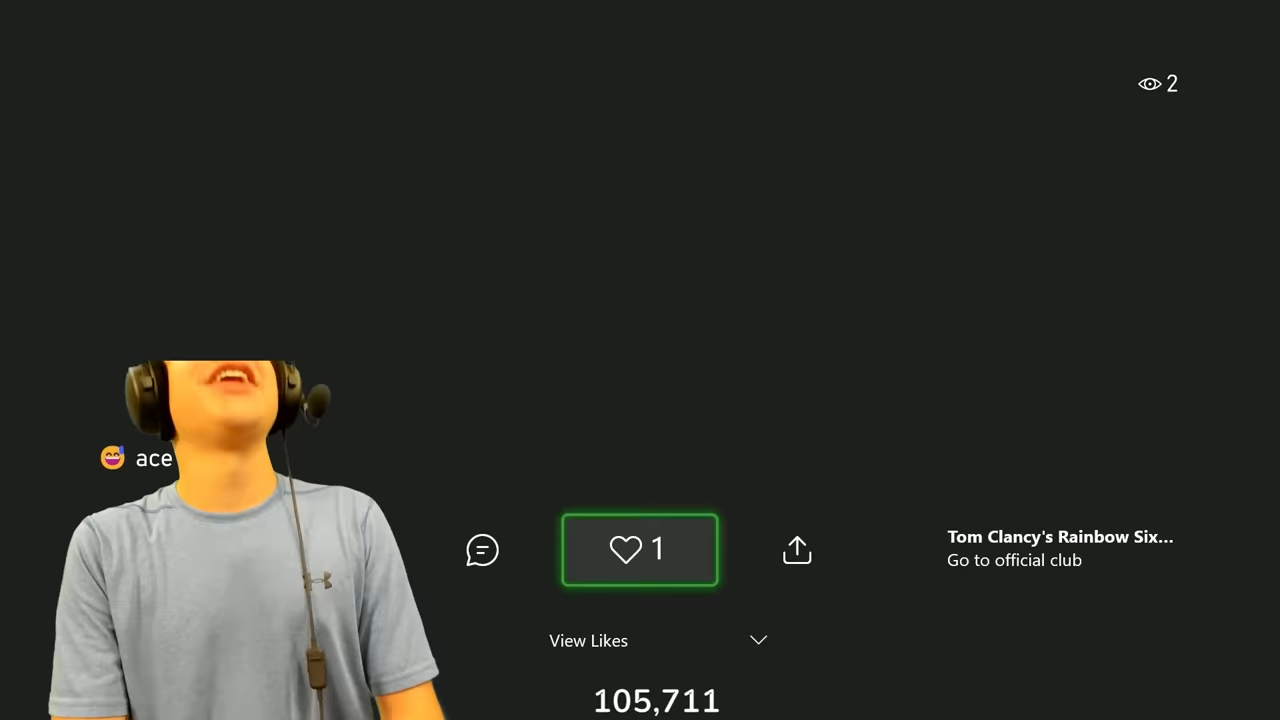 2
😅 ace
1
Tom Clancy's Rainbow Six...
Go to official club
View Likes
105,711